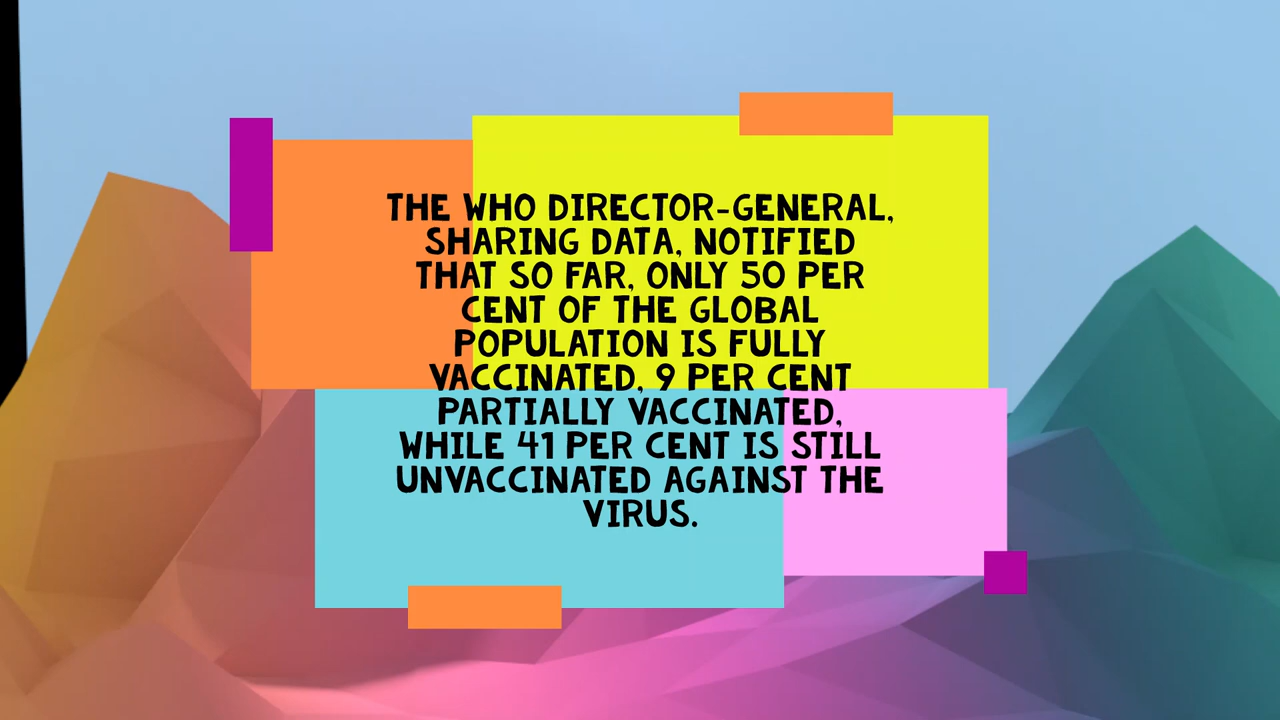 THE WHO DIRECTOR-GENERAL,
SHARING DATA, NOTIFIED
THAT SO FAR, ONLY 50 PER
CENT OF THE GLOBAL
POPULATION IS FULLY
VACCINATED, 9 PER CENT
PARTIALLY VACCINATED,
WHILE 41 PER CENT IS STILL
UNVACCINATED AGAINST THE
VIRUS.